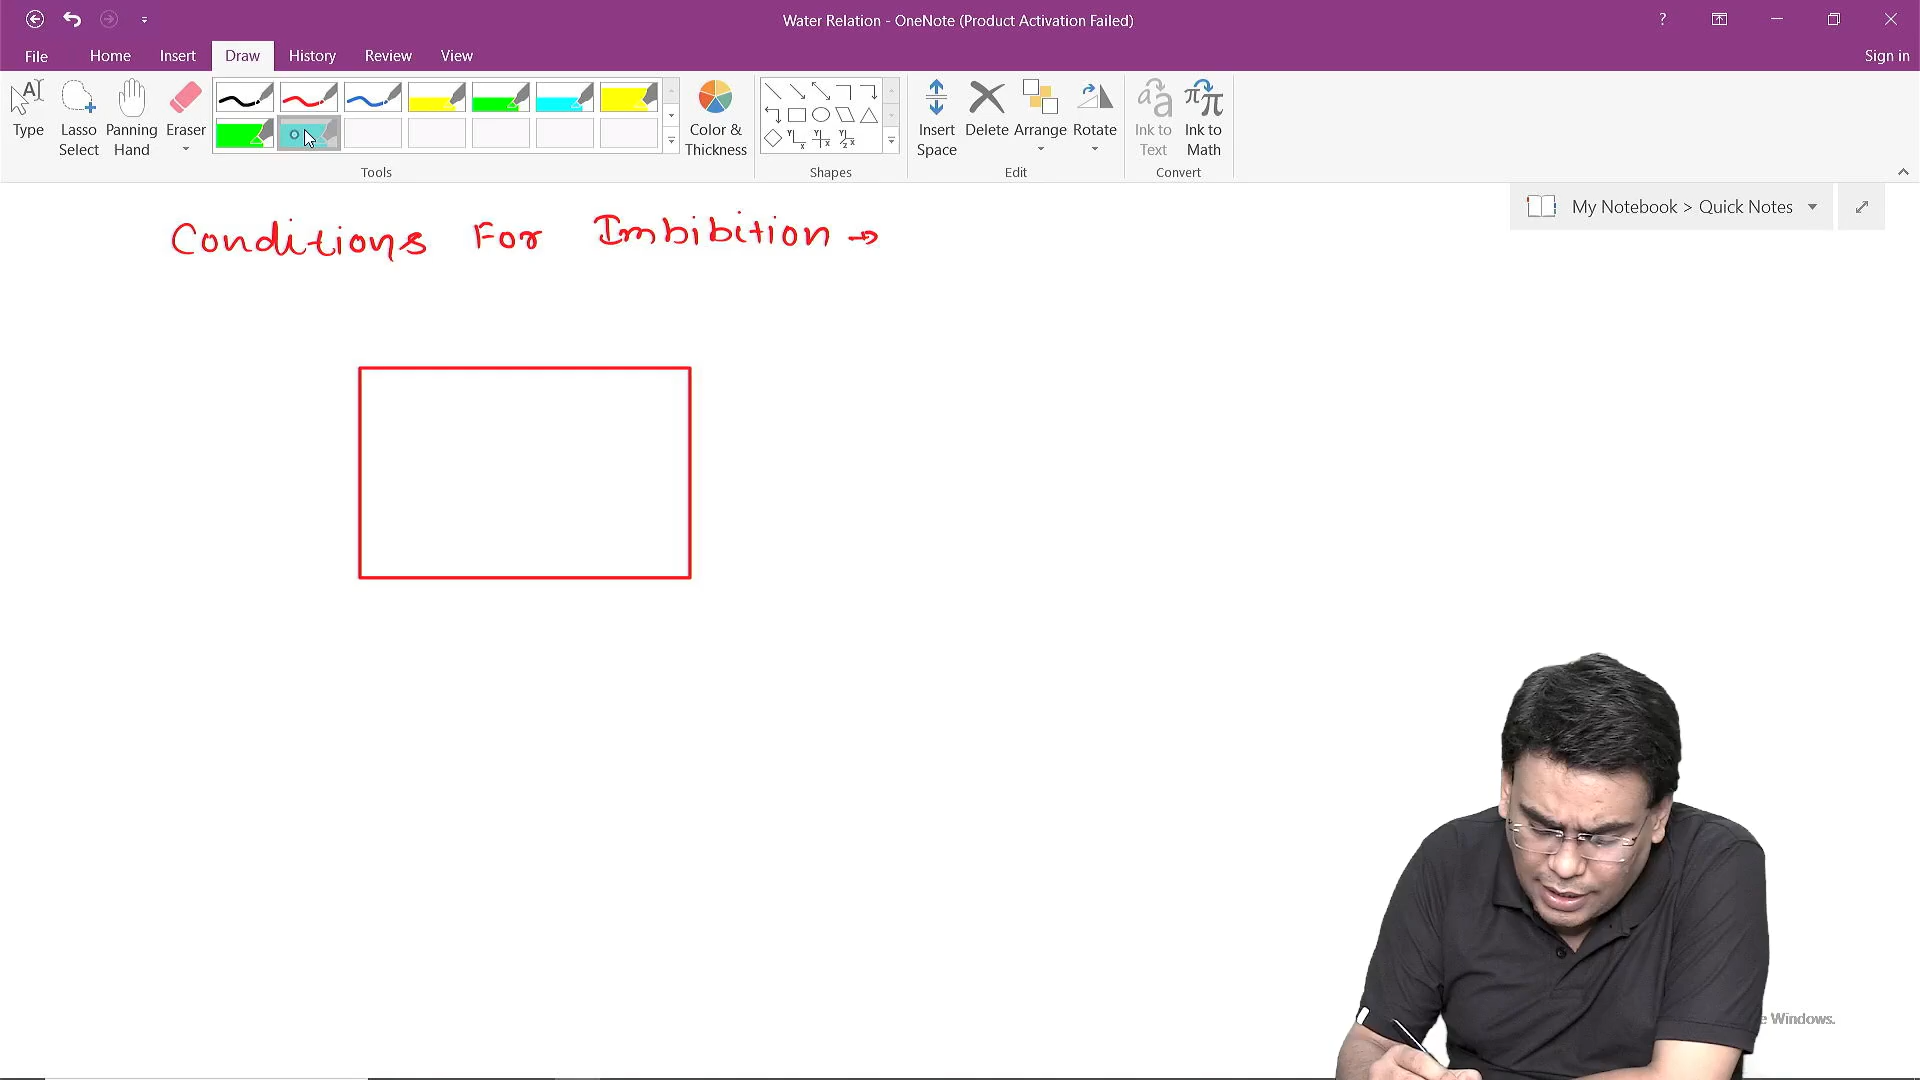 Water Relation - OneNote (Product Activation Failed)
?
File Home Insert Draw History Review View
Sign in
Type
Lasso Select
Panning Hand
Eraser
Color & Thickness
Insert Space
Delete
Arrange
Rotate
Ink to Text
Ink to Math
Tools
Shapes
Edit
Convert
My Notebook > Quick Notes
Conditions For Imbibition →
e Windows.